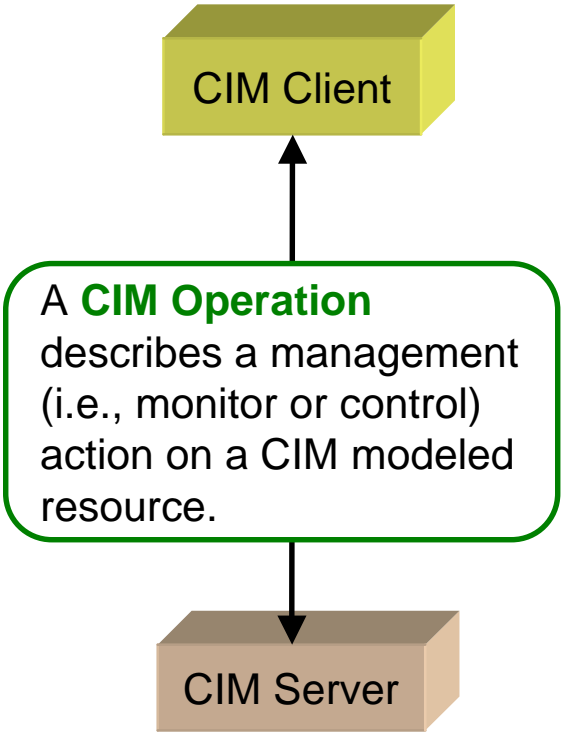 CIM Client
A CIM Operation
describes a management
(i.e., monitor or control)
action on a CIM modeled
resource.
CIM Server